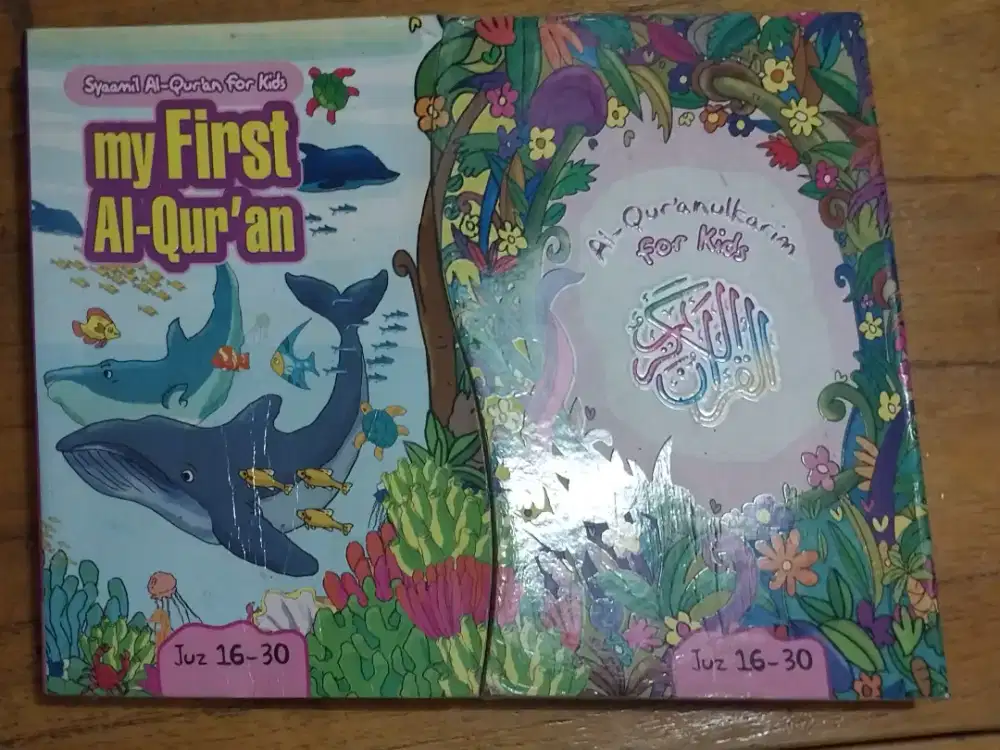 Syaamil Al-Qur'an for Kids
my First
Al-Qur'an
Juz 16-30
Al-Qur'anulkarim
for Kids
القرآن الكريم
Juz 16-30